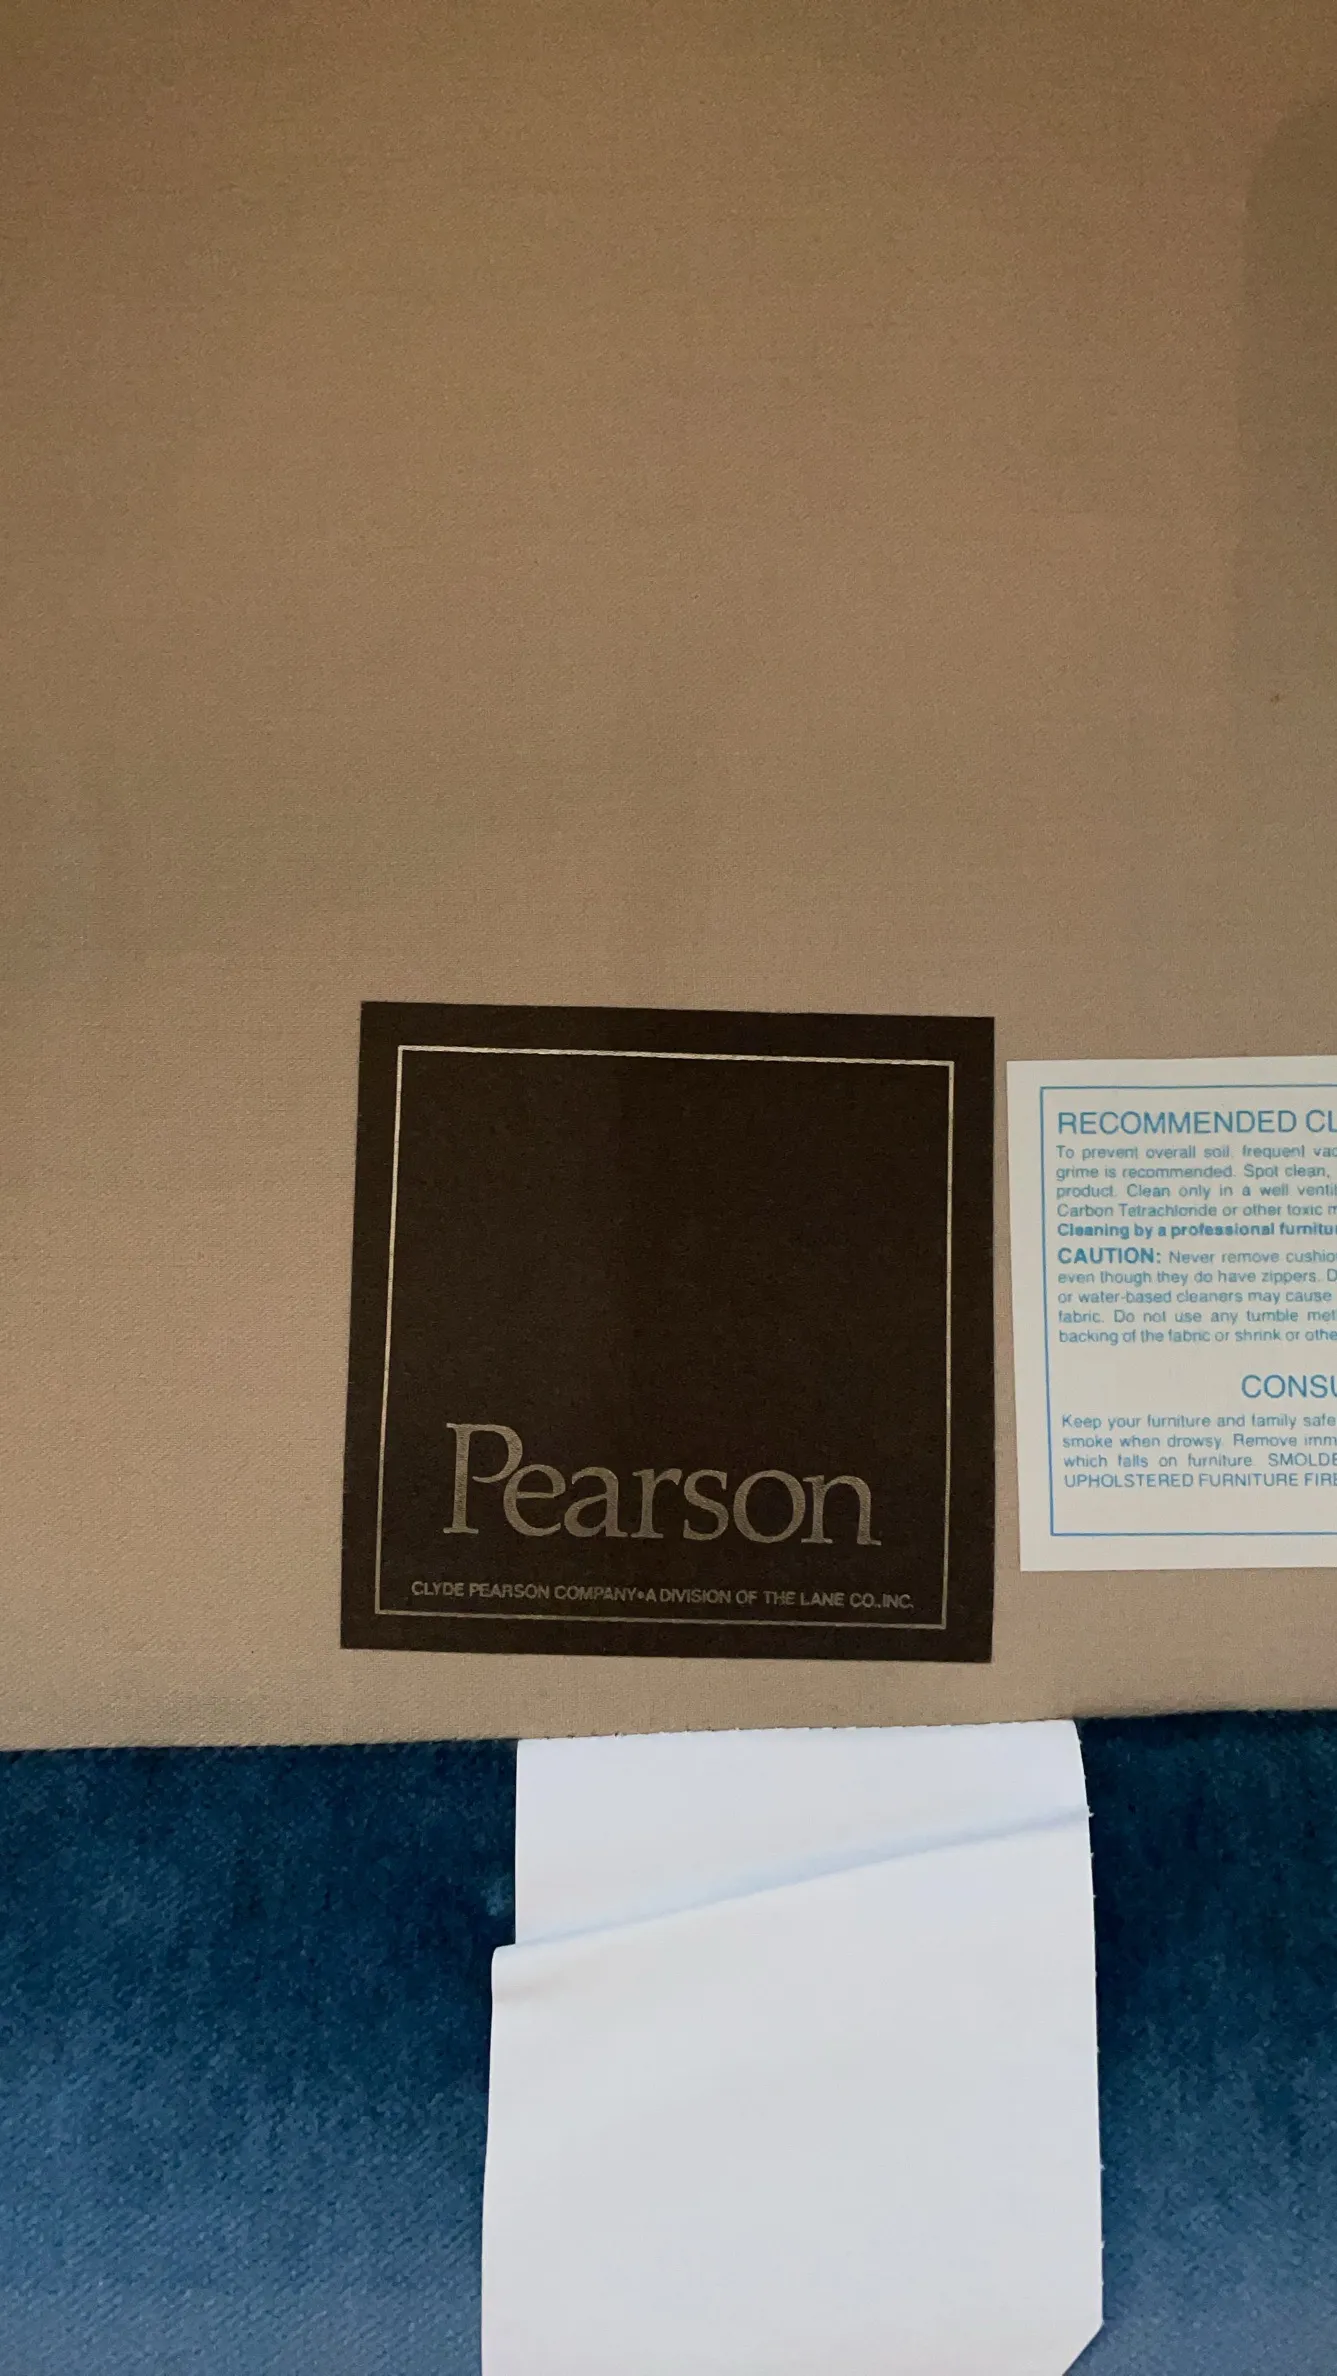 Pearson
CLYDE PEARSON COMPANY•A DIVISION OF THE LANE CO.,INC.
RECOMMENDED CL
To prevent overall soil, frequent vac
grime is recommended. Spot clean,
product. Clean only in a well ventil
Carbon Tetrachloride or other toxic m
Cleaning by a professional furnitur
CAUTION: Never remove cushio
even though they do have zippers. D
or water-based cleaners may cause
fabric. Do not use any tumble met
backing of the fabric or shrink or othe
CONSU
Keep your furniture and family safe
smoke when drowsy. Remove imm
which falls on furniture. SMOLDE
UPHOLSTERED FURNITURE FIRE